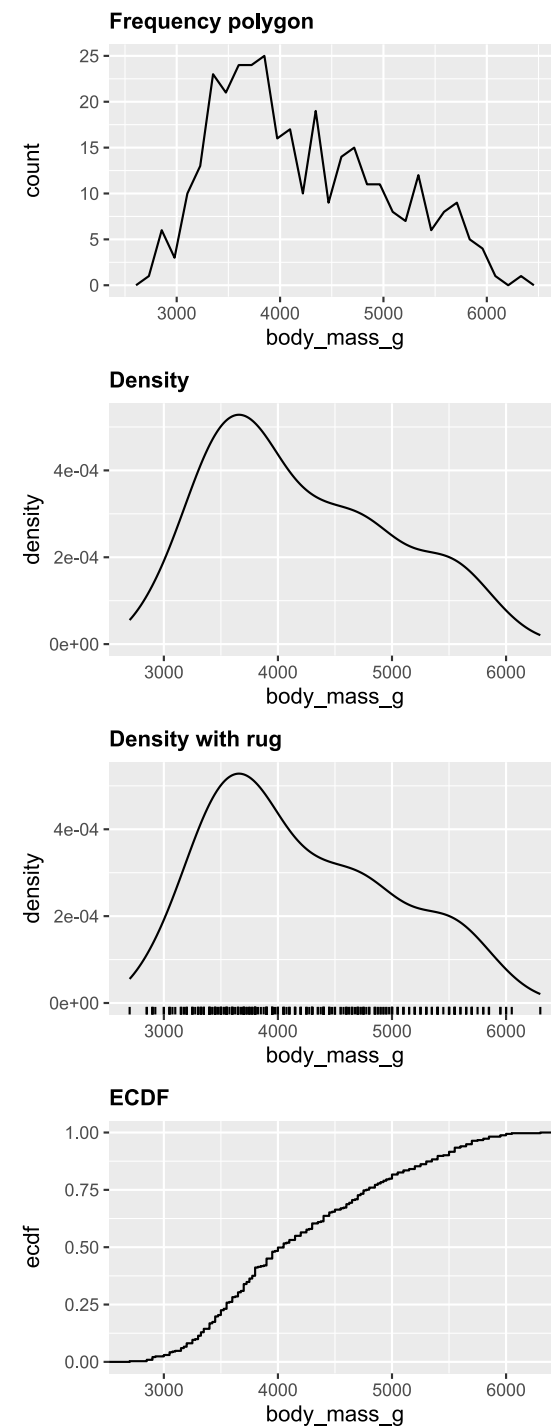 Frequency polygon
25
20
15
10
5
0
count
3000 4000 5000 6000
body_mass_g
Density
4e-04
2e-04
0e+00
density
3000 4000 5000 6000
body_mass_g
Density with rug
4e-04
2e-04
0e+00
density
3000 4000 5000 6000
body_mass_g
ECDF
1.00
0.75
0.50
0.25
0.00
ecdf
3000 4000 5000 6000
body_mass_g